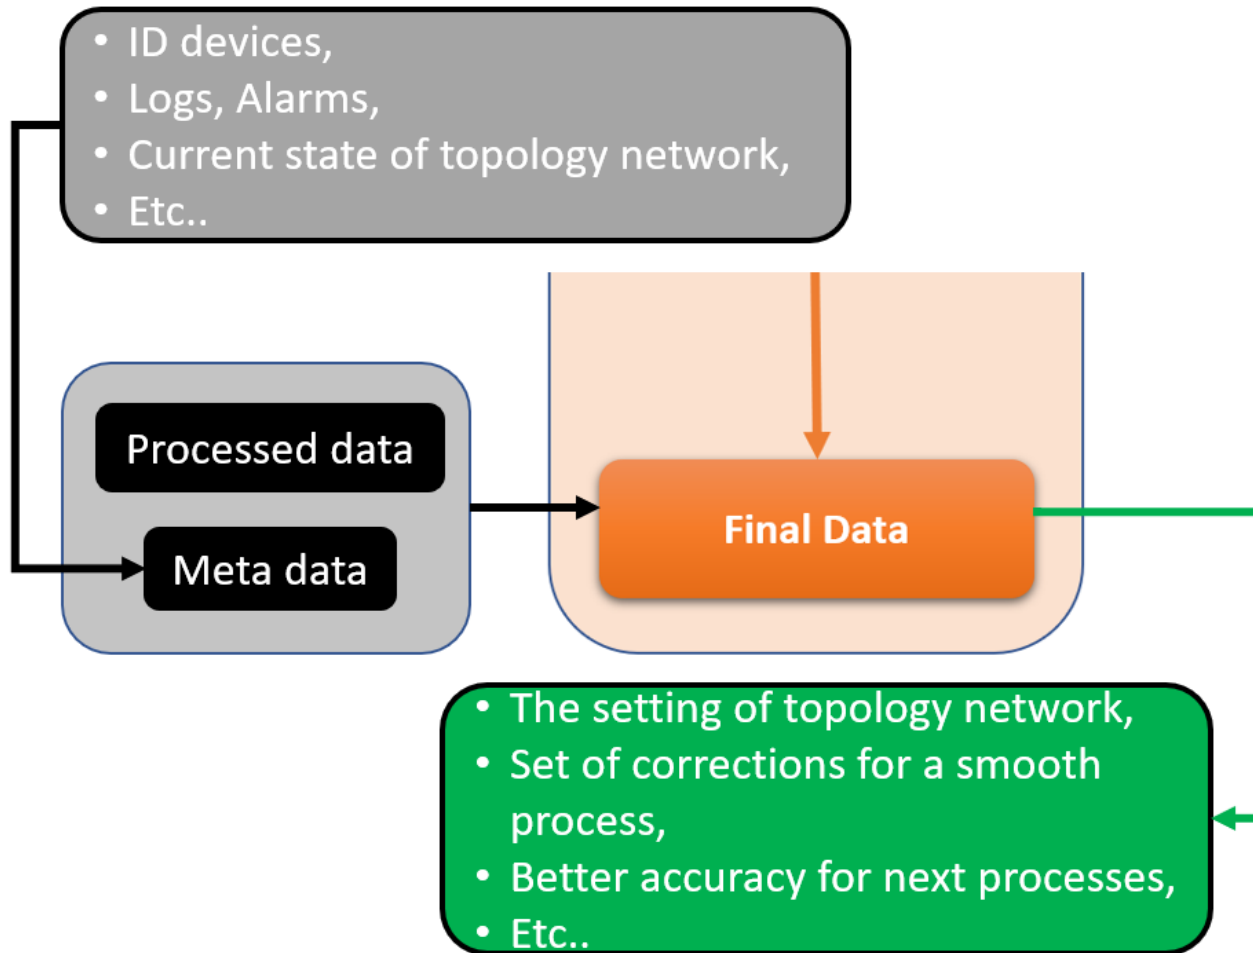 • ID devices,
• Logs, Alarms,
• Current state of topology network,
• Etc..
Processed data
Meta data
Final Data
• The setting of topology network,
• Set of corrections for a smooth
process,
• Better accuracy for next processes,
• Etc..